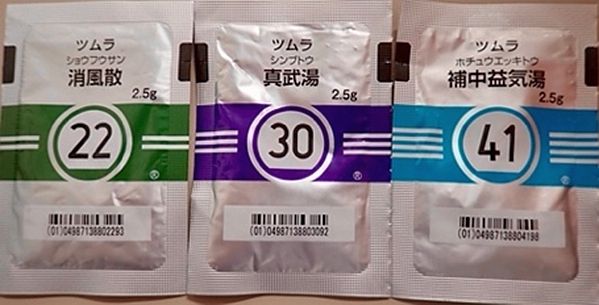 ツムラ
ショウフウサン
消風散
2.5g
22
®
(01)04987138802293
ツムラ
シンブトウ
真武湯
2.5g
30
®
(01)04987138803092
ツムラ
ホチュウエッキトウ
補中益気湯
2.5g
41
®
(01)04987138804198